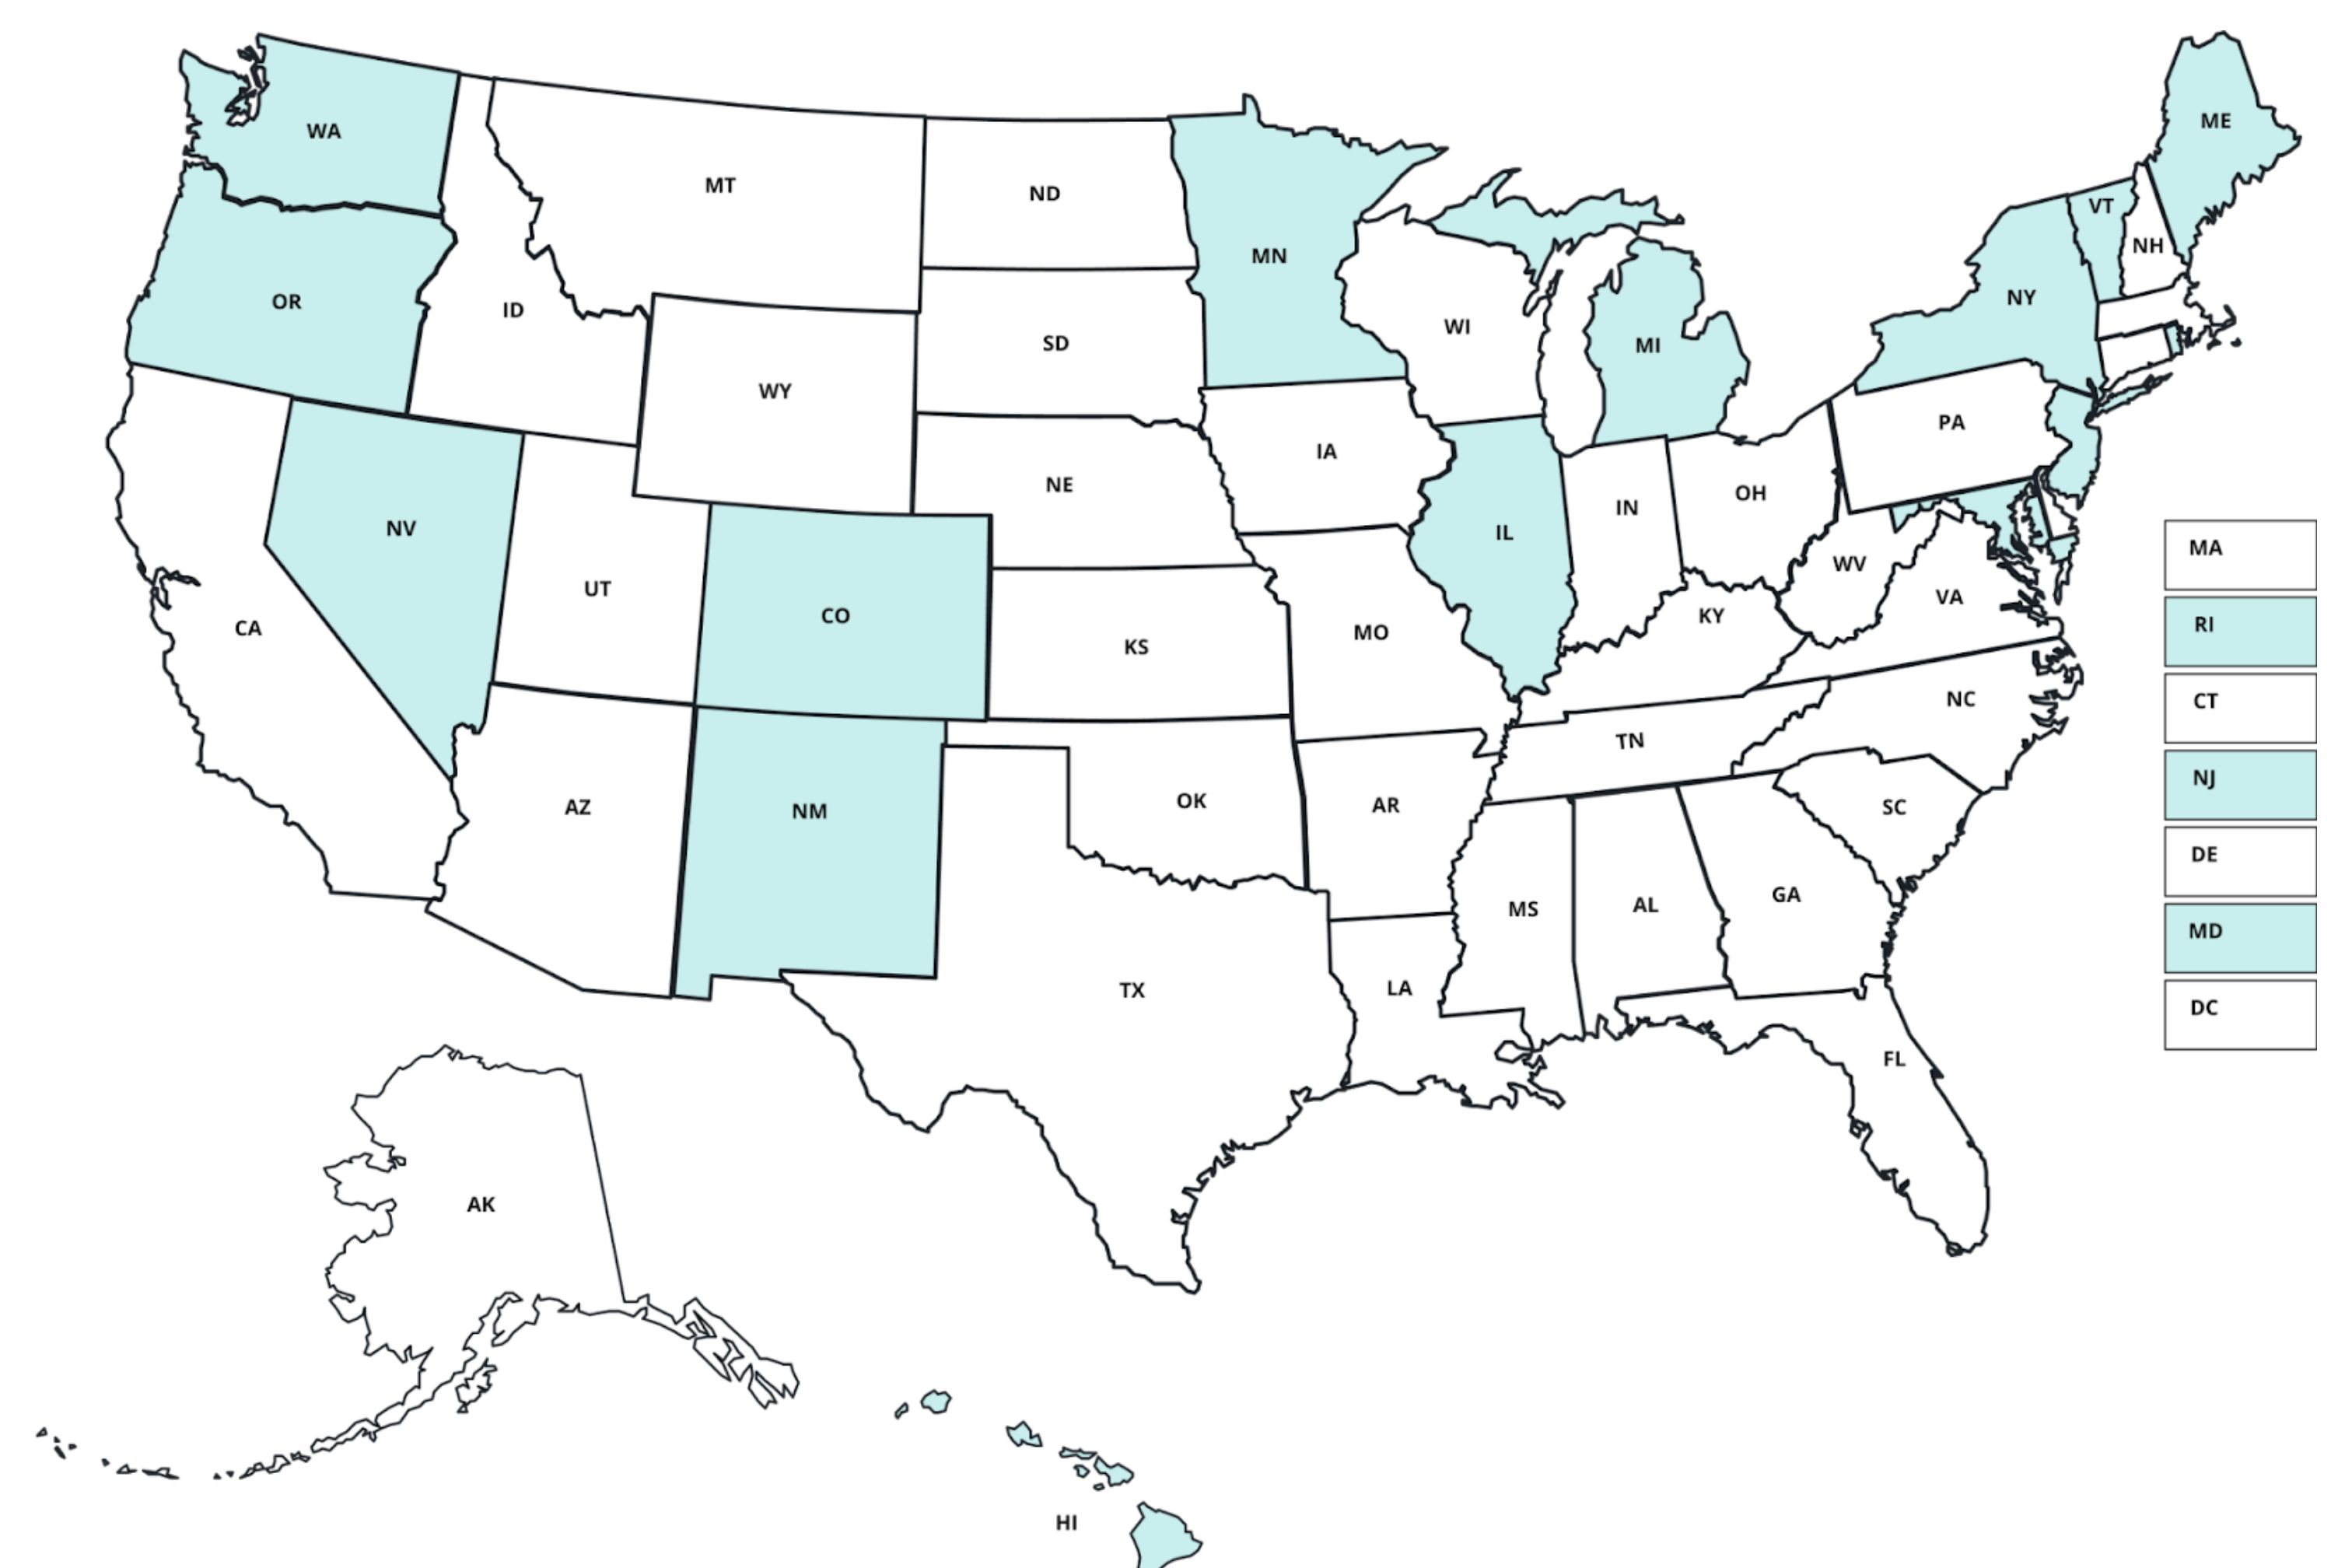 WA
MT
ND
MN
ME
VT
NH
OR
ID
SD
WI
MI
NY
WY
PA
IA
NE
NV
IN
OH
IL
UT
CO
WV
VA
CA
KS
MO
KY
NC
TN
AZ
NM
OK
AR
SC
MS
AL
GA
TX
LA
FL
AK
HI
MA
RI
CT
NJ
DE
MD
DC